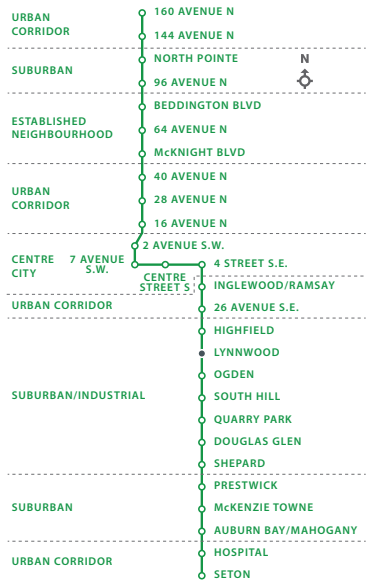 URBAN
CORRIDOR
160 AVENUE N
144 AVENUE N
SUBURBAN
NORTH POINTE
96 AVENUE N
N
ESTABLISHED
NEIGHBOURHOOD
BEDDINGTON BLVD
64 AVENUE N
McKNIGHT BLVD
URBAN
CORRIDOR
40 AVENUE N
28 AVENUE N
16 AVENUE N
CENTRE
CITY
2 AVENUE S.W.
7 AVENUE
S.W.
CENTRE
STREET S
4 STREET S.E.
URBAN CORRIDOR
INGLEWOOD/RAMSAY
26 AVENUE S.E.
SUBURBAN/INDUSTRIAL
HIGHFIELD
LYNNWOOD
OGDEN
SOUTH HILL
QUARRY PARK
DOUGLAS GLEN
SHEPARD
SUBURBAN
PRESTWICK
McKENZIE TOWNE
AUBURN BAY/MAHOGANY
URBAN CORRIDOR
HOSPITAL
SETON